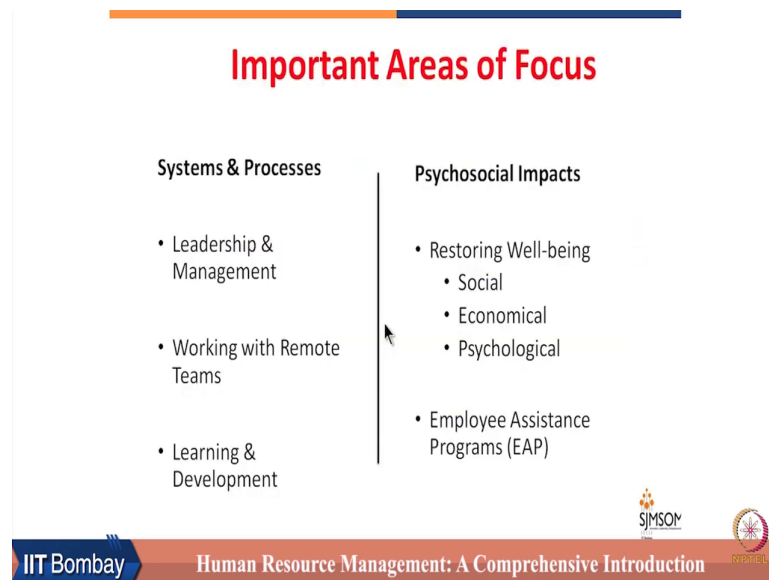 Important Areas of Focus
Systems & Processes
• Leadership &
Management
• Working with Remote
Teams
• Learning &
Development
Psychosocial Impacts
• Restoring Well-being
• Social
• Economical
• Psychological
• Employee Assistance
Programs (EAP)
SJMSOM
NPTEL
IIT Bombay
Human Resource Management: A Comprehensive Introduction